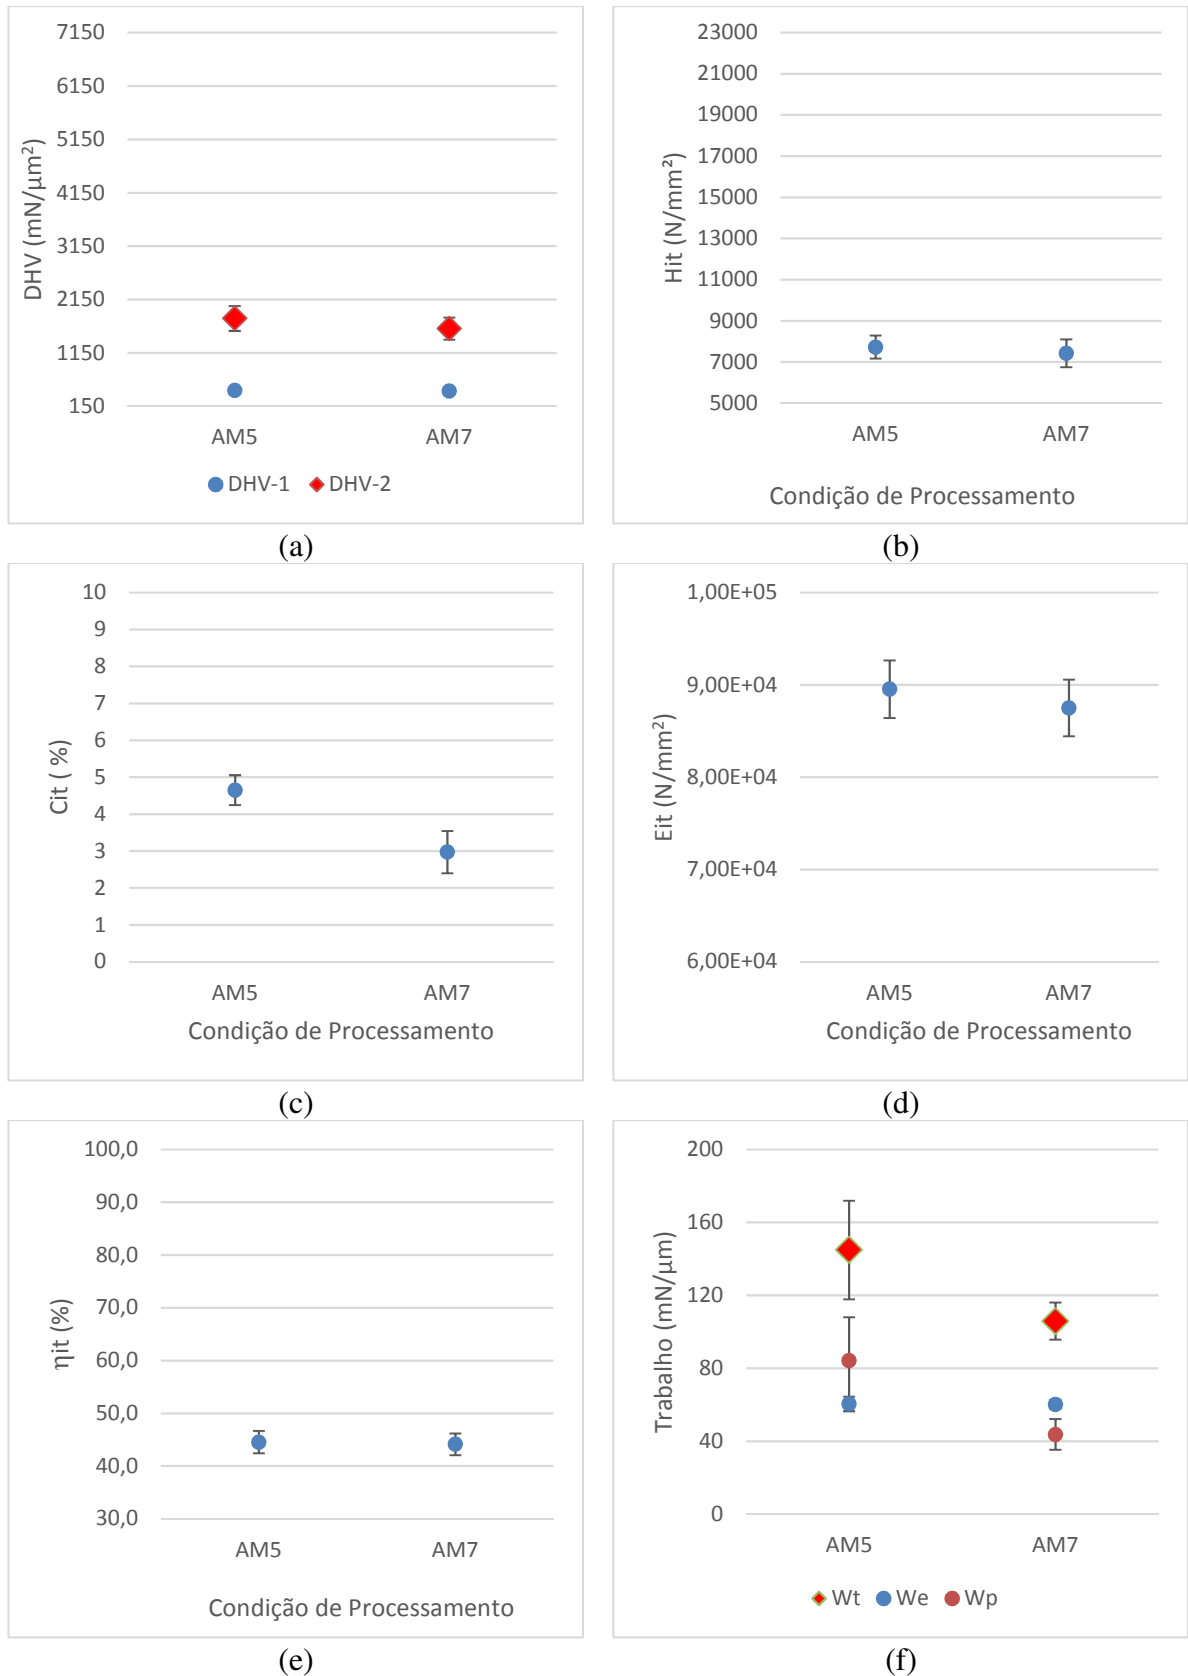 7150
6150
5150
4150
3150
2150
1150
150
DHV (mN/μm²)
AM5 AM7
DHV-1 DHV-2
(a)
23000
21000
19000
17000
15000
13000
11000
9000
7000
5000
Hit (N/mm²)
AM5 AM7
Condição de Processamento
(b)
10
9
8
7
6
5
4
3
2
1
0
Cit ( %)
AM5 AM7
Condição de Processamento
(c)
1,00E+05
9,00E+04
8,00E+04
7,00E+04
6,00E+04
Eit (N/mm²)
AM5 AM7
Condição de Processamento
(d)
100,0
90,0
80,0
70,0
60,0
50,0
40,0
30,0
ηit (%)
AM5 AM7
Condição de Processamento
(e)
200
160
120
80
40
0
Trabalho (mN/μm)
AM5 AM7
Wt We Wp
(f)